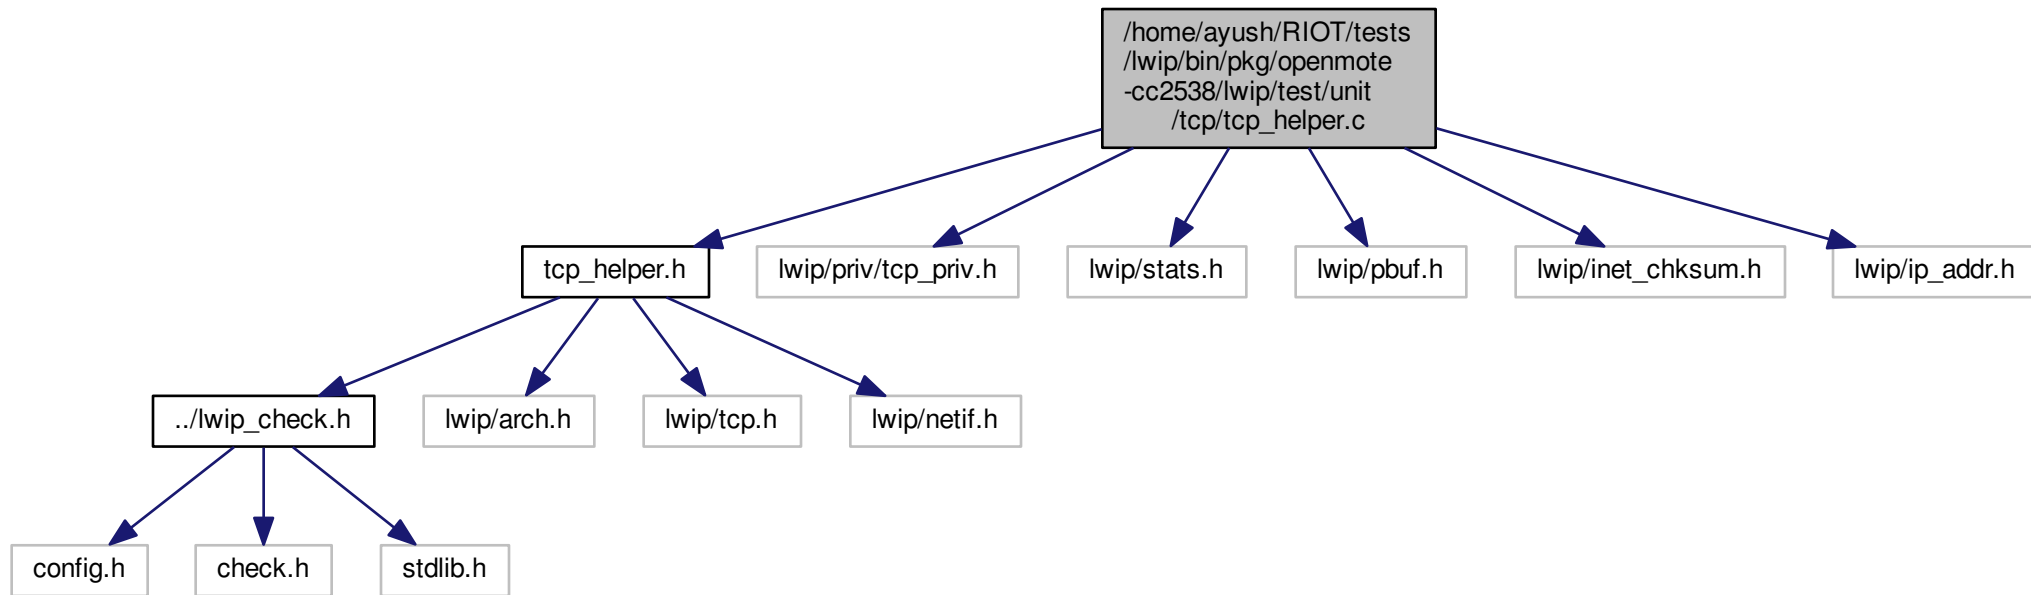 /home/ayush/RIOT/tests
/lwip/bin/pkg/openmote
-cc2538/lwip/test/unit
/tcp/tcp_helper.c
tcp_helper.h
lwip/priv/tcp_priv.h
lwip/stats.h
lwip/pbuf.h
lwip/inet_chksum.h
lwip/ip_addr.h
../lwip_check.h
lwip/arch.h
lwip/tcp.h
lwip/netif.h
config.h
check.h
stdlib.h